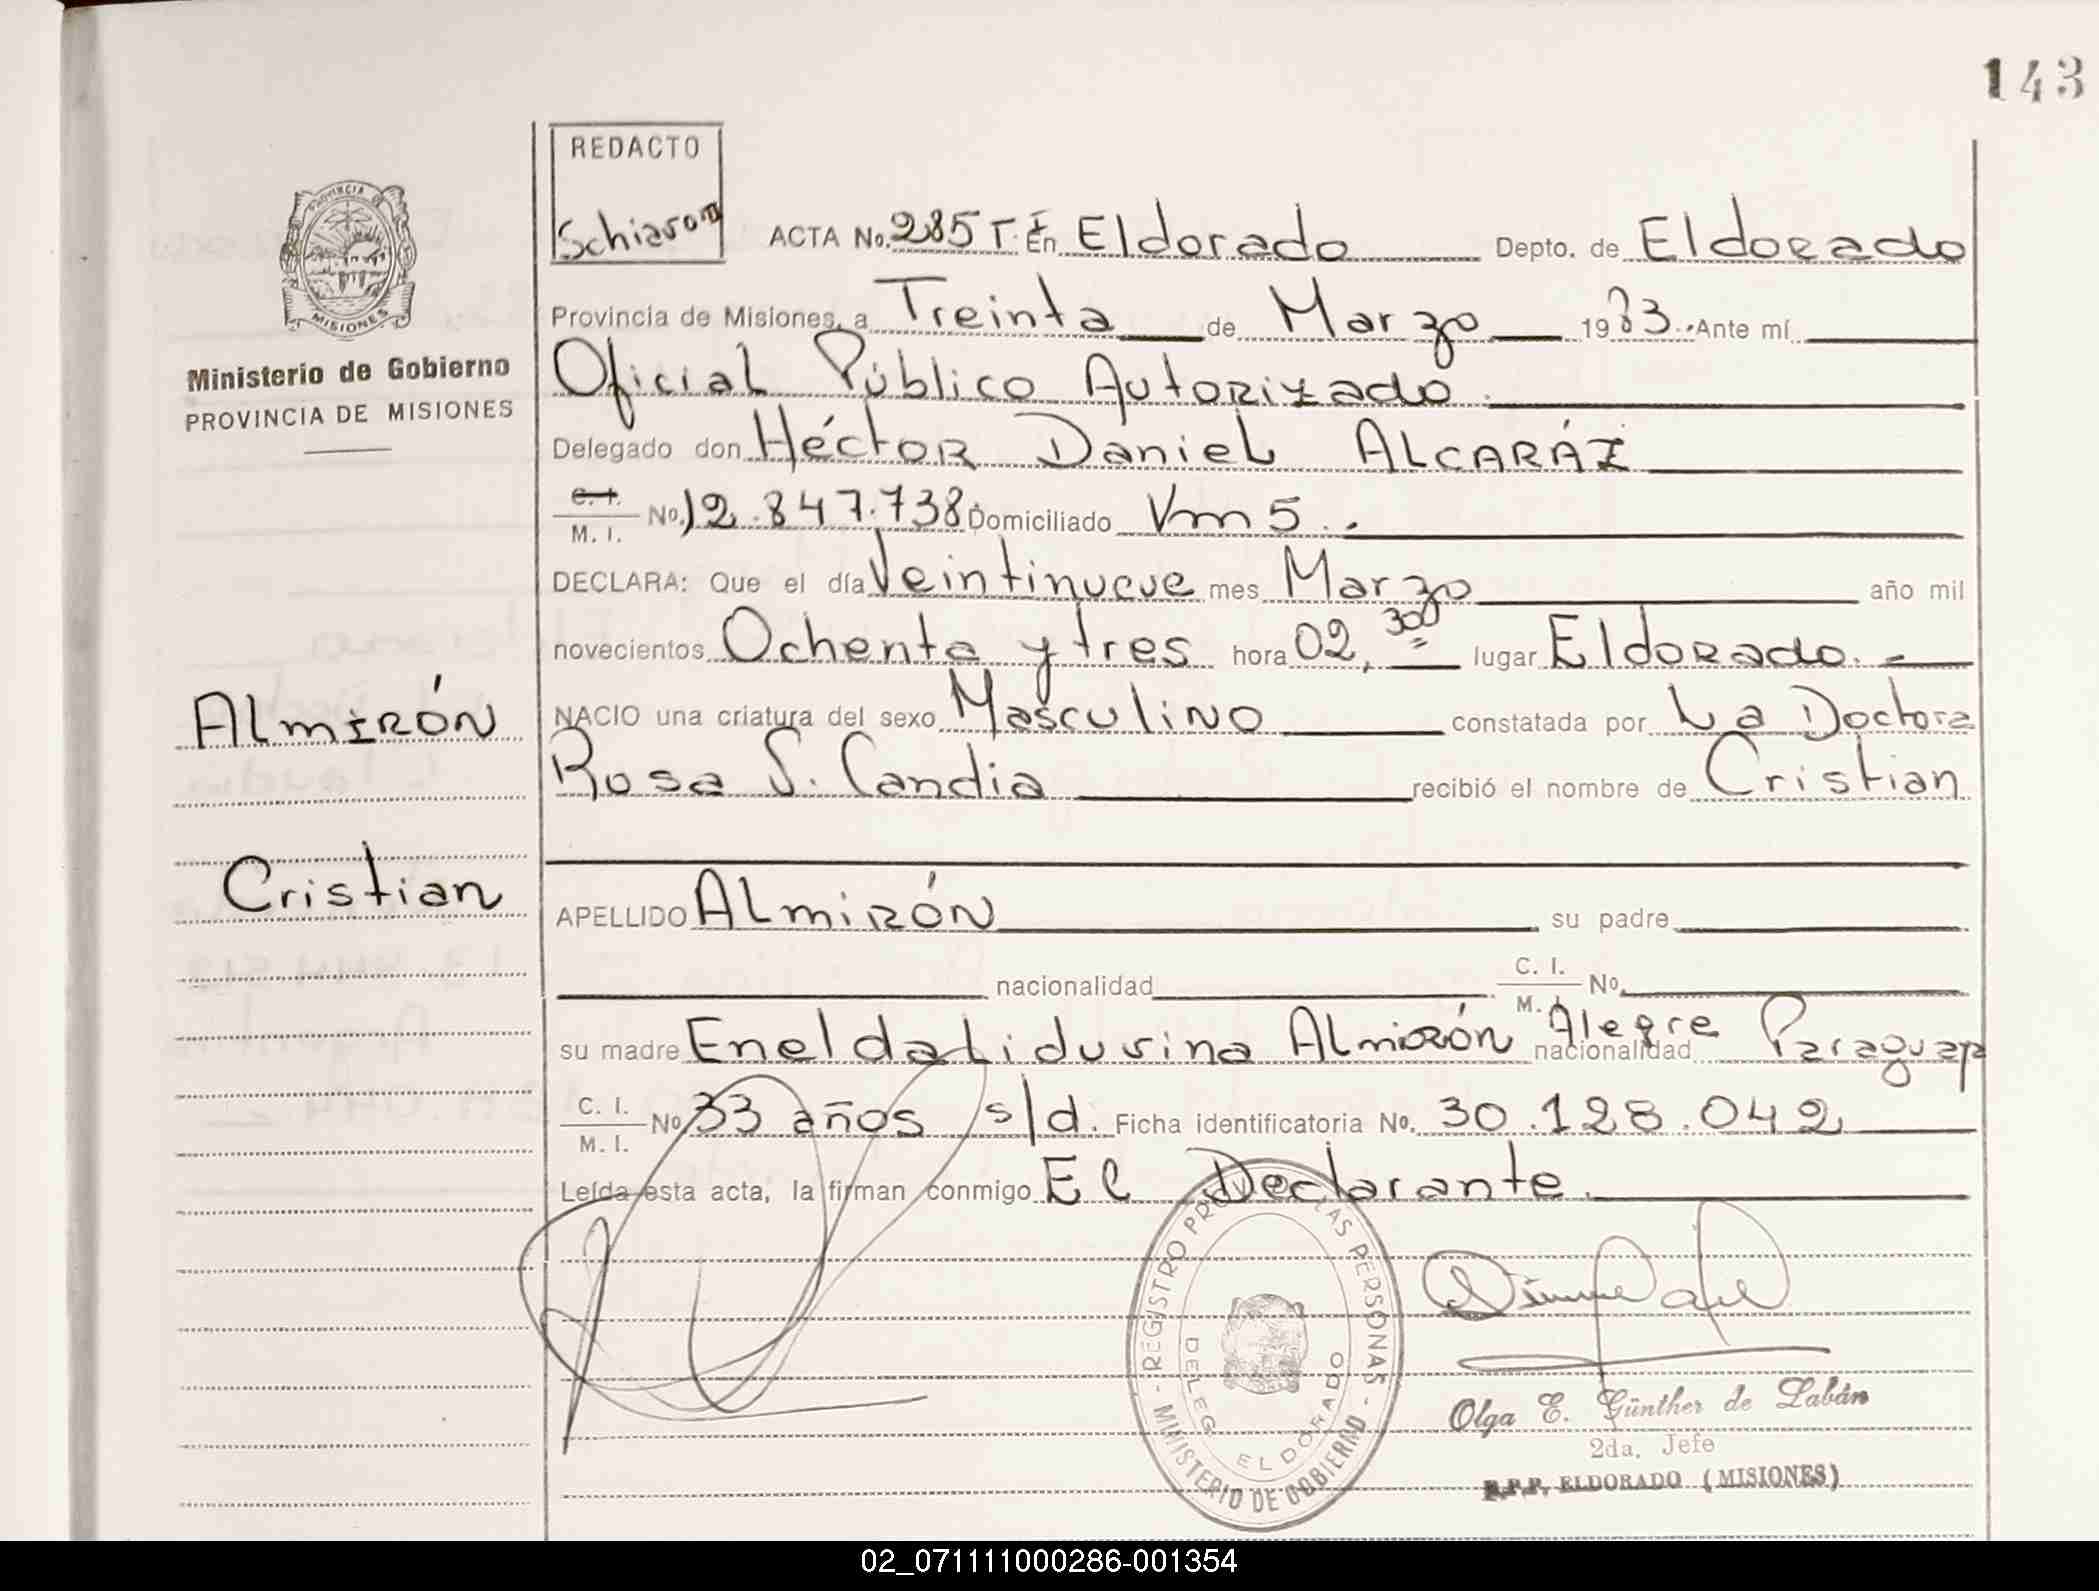 143
REDACTO
Schiavon
PROVINCIA
MISIONES
Ministerio de Gobierno
PROVINCIA DE MISIONES
ACTA No. 285 T. I En Eldorado Depto. de Eldorado
Provincia de Misiones, a Treinta de Marzo 1983. Ante mí
Oficial Público Autorizado.
Delegado don Héctor Daniel ALCARÁZ
C. I.
M. I. No. 12.847.738 Domiciliado Km 5..
DECLARA: Que el día Veintinueve mes Marzo año mil
novecientos Ochenta y tres hora 02,30 lugar Eldorado.-
Almirón
NACIO una criatura del sexo Masculino constatada por La Doctora
Rosa S. Candia recibió el nombre de Cristian
Cristian
APELLIDO Almirón su padre
nacionalidad C. I. M. I. No.
su madre Enelda Lidusina Almirón Alegre nacionalidad Paraguay
C. I.
M. I. No. 33 años s/d. Ficha identificatoria No. 30.128.042
Leída esta acta, la firman conmigo El Declarante.
REGISTRO PROV. LAS PERSONAS - MINISTERIO DE GOBIERNO -
DELEG. ELDORADO
Olga E. Günther de Labán
2da. Jefe
R.P.P. ELDORADO (MISIONES)
02_071111000286-001354